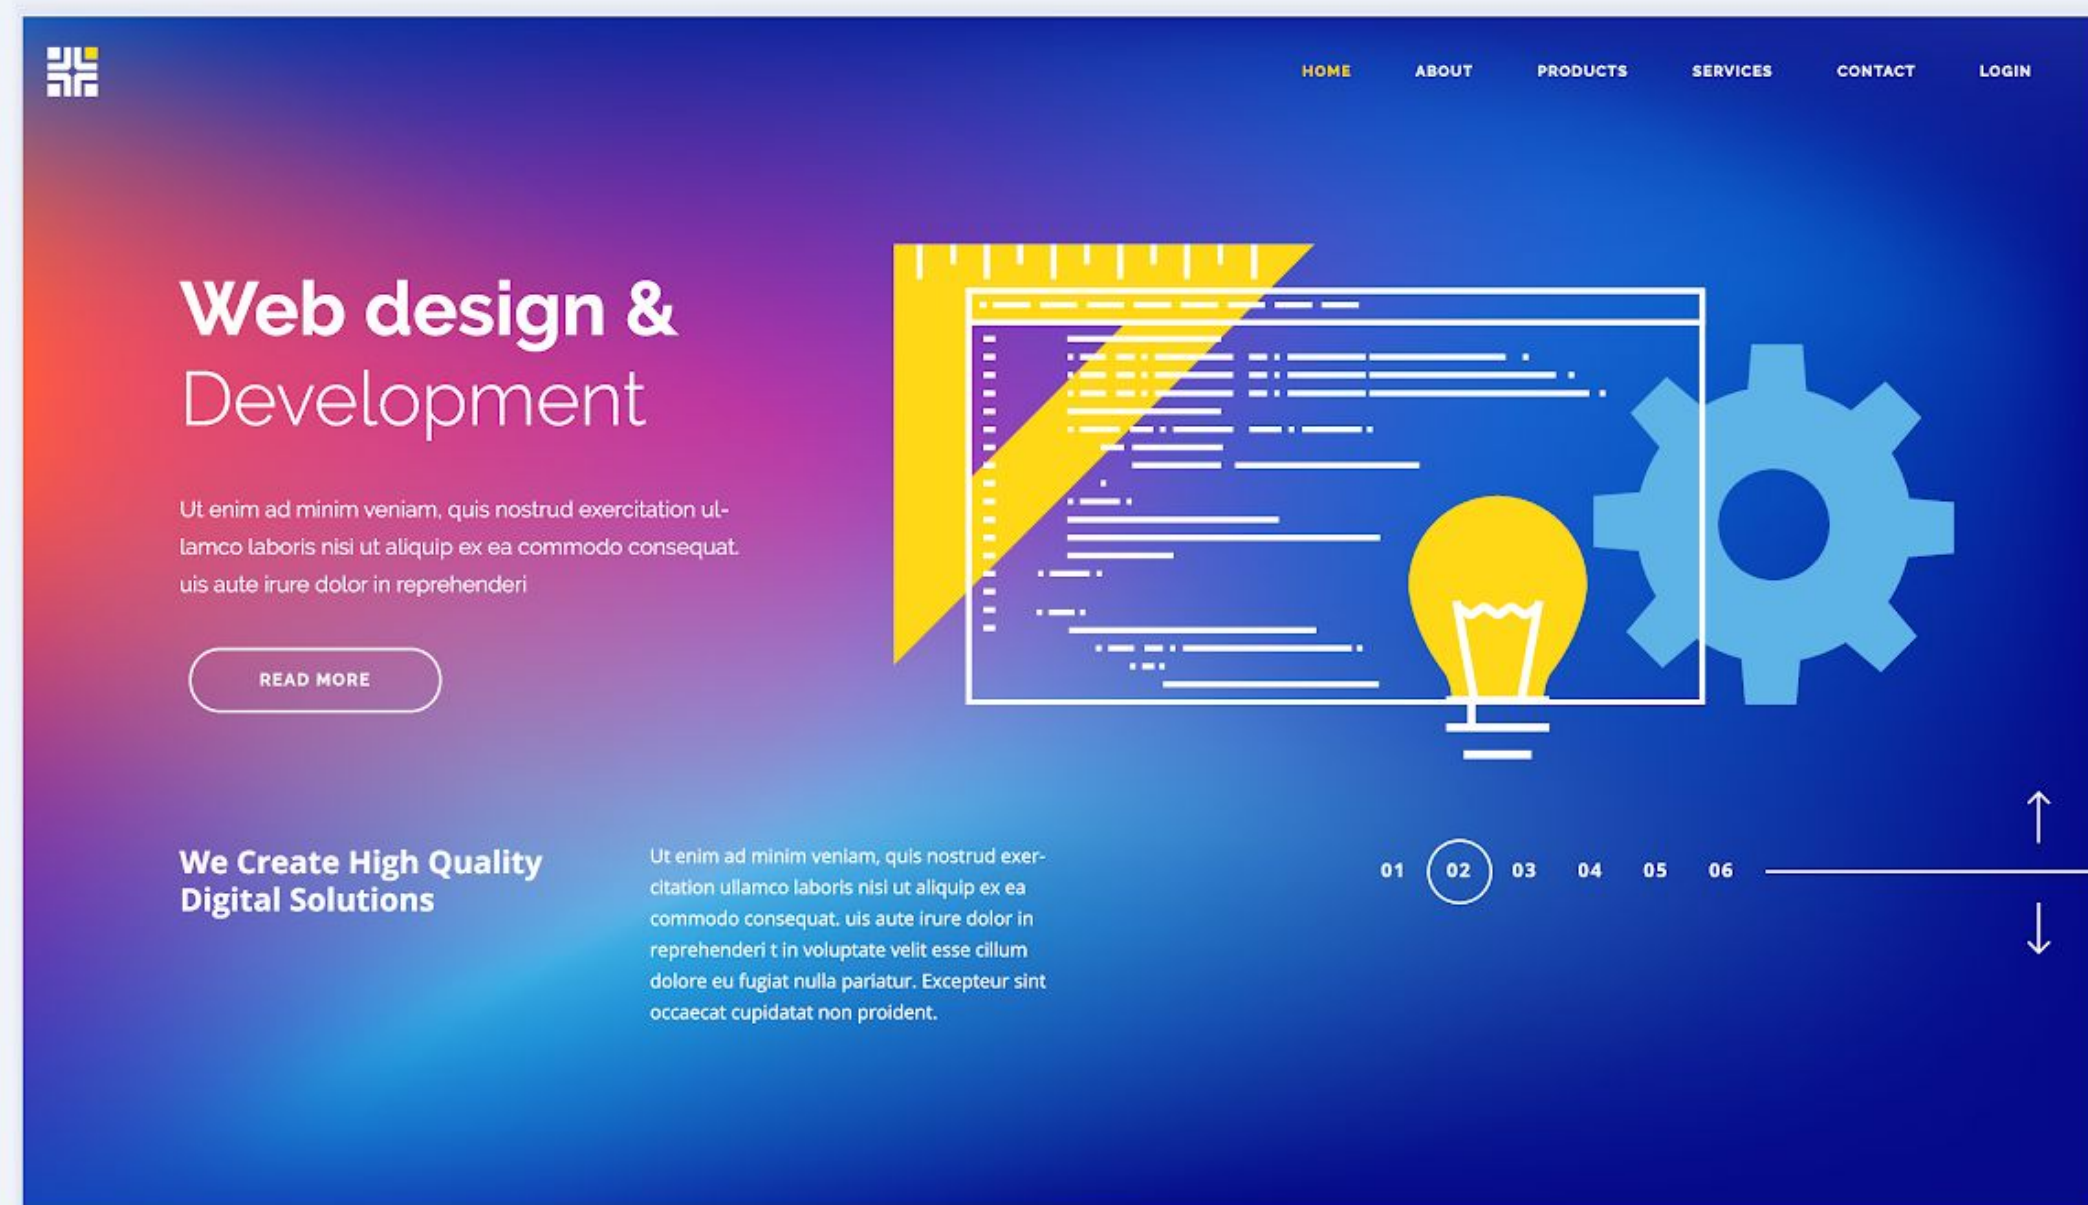 HOME ABOUT PRODUCTS SERVICES CONTACT LOGIN
Web design &
Development
Ut enim ad minim veniam, quis nostrud exercitation ul-
lamco laboris nisi ut aliquip ex ea commodo consequat.
uis aute irure dolor in reprehenderi
READ MORE
We Create High Quality
Digital Solutions
Ut enim ad minim veniam, quis nostrud exer-
citation ullamco laboris nisi ut aliquip ex ea
commodo consequat. uis aute irure dolor in
reprehenderi t in voluptate velit esse cillum
dolore eu fugiat nulla pariatur. Excepteur sint
occaecat cupidatat non proident.
01 02 03 04 05 06